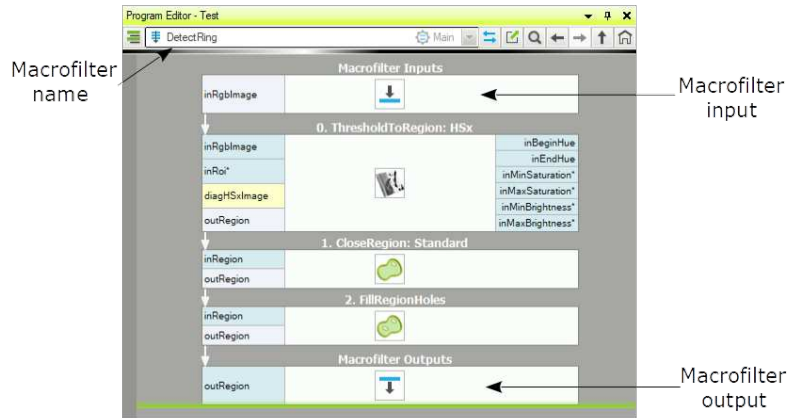 Program Editor - Test
DetectRing
Main
Macrofilter
name
Macrofilter Inputs
inRgbImage
Macrofilter
input
0. ThresholdToRegion: HSx
inRgbImage
inRoi*
diagHSxImage
outRegion
inBeginHue
inEndHue
inMinSaturation*
inMaxSaturation*
inMinBrightness*
inMaxBrightness*
1. CloseRegion: Standard
inRegion
outRegion
2. FillRegionHoles
inRegion
outRegion
Macrofilter Outputs
outRegion
Macrofilter
output